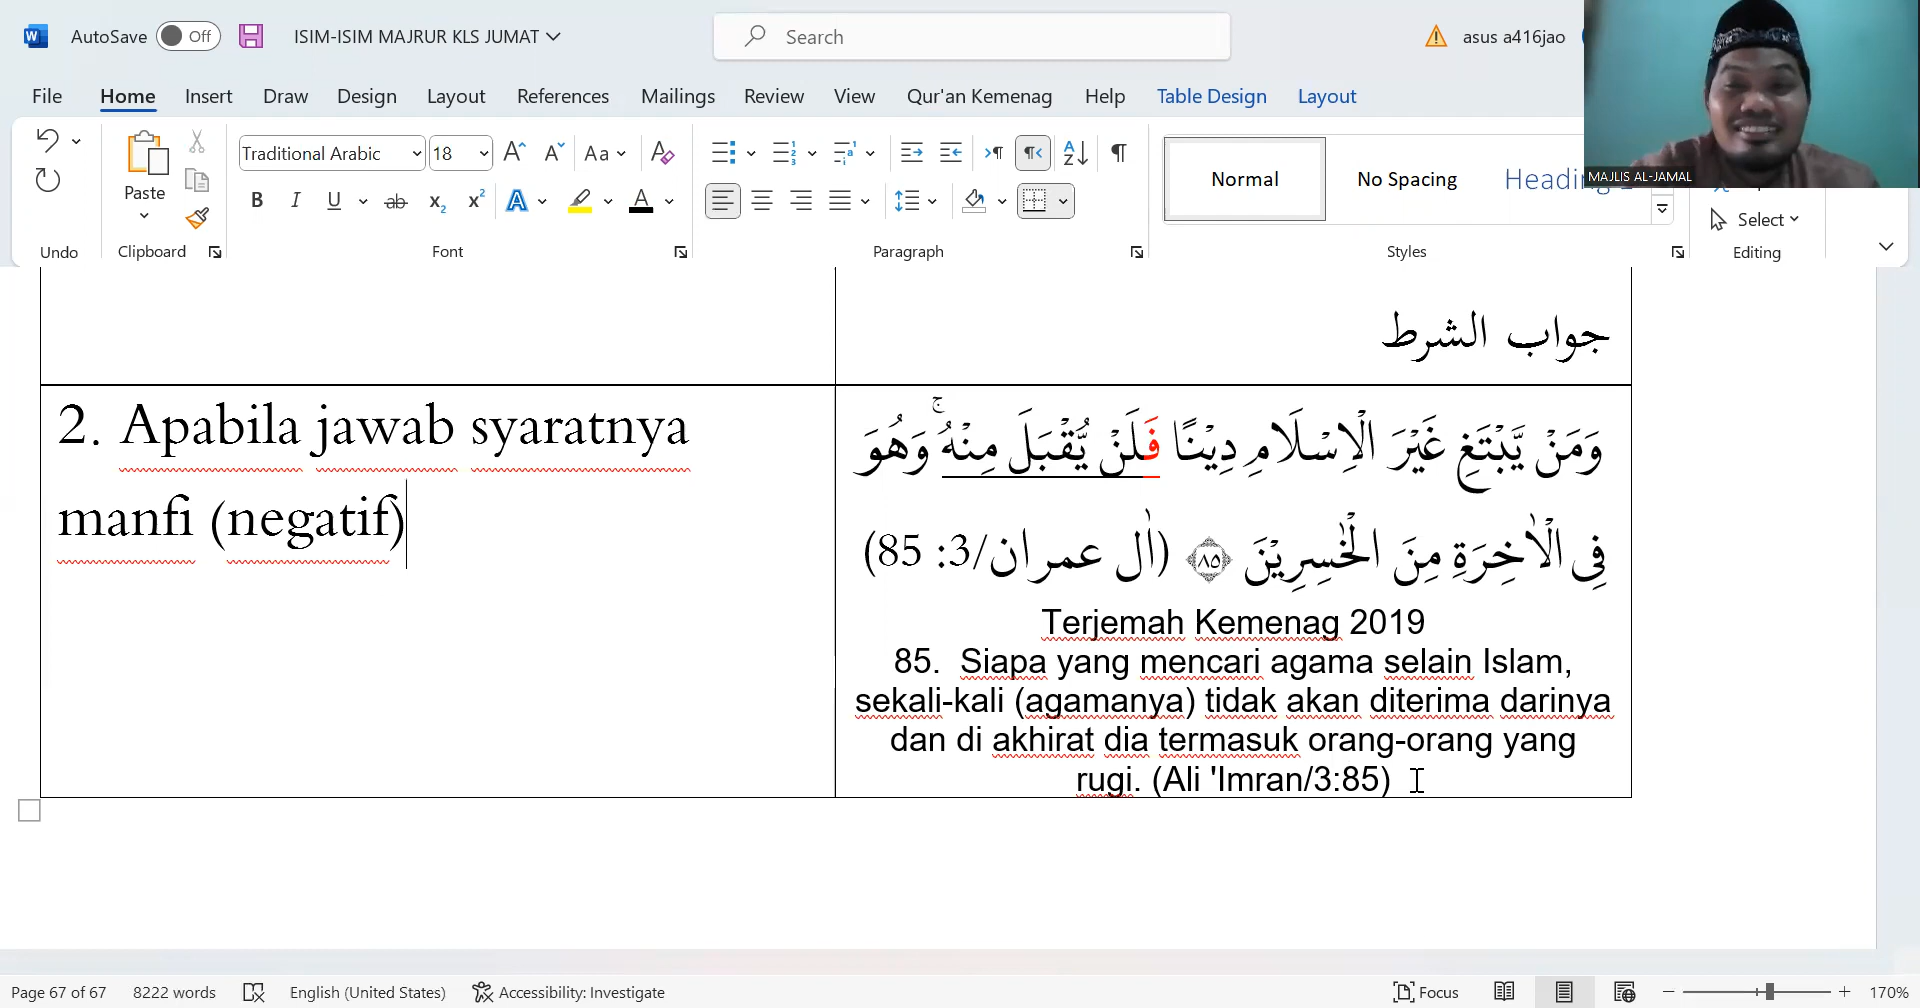 AutoSave Off ISIM-ISIM MAJRUR KLS JUMAT Search asus a416jao
File Home Insert Draw Design Layout References Mailings Review View Qur'an Kemenag Help Table Design Layout
Traditional Arabic 18
Paste
Normal No Spacing Heading
MAJLIS AL-JAMAL
Select
Undo Clipboard Font Paragraph Styles Editing
جواب الشرط
2. Apabila jawab syaratnya
manfi (negatif)
وَمَنْ يَّبْتَغِ غَيْرَ الْاِسْلَامِ دِيْنًا فَلَنْ يُّقْبَلَ مِنْهُۚ وَهُوَ
فِى الْاٰخِرَةِ مِنَ الْخٰسِرِيْنَ ٨٥ (اٰل عمران/3: 85)
Terjemah Kemenag 2019
85. Siapa yang mencari agama selain Islam,
sekali-kali (agamanya) tidak akan diterima darinya
dan di akhirat dia termasuk orang-orang yang
rugi. (Ali 'Imran/3:85)
Page 67 of 67 8222 words English (United States) Accessibility: Investigate Focus 170%